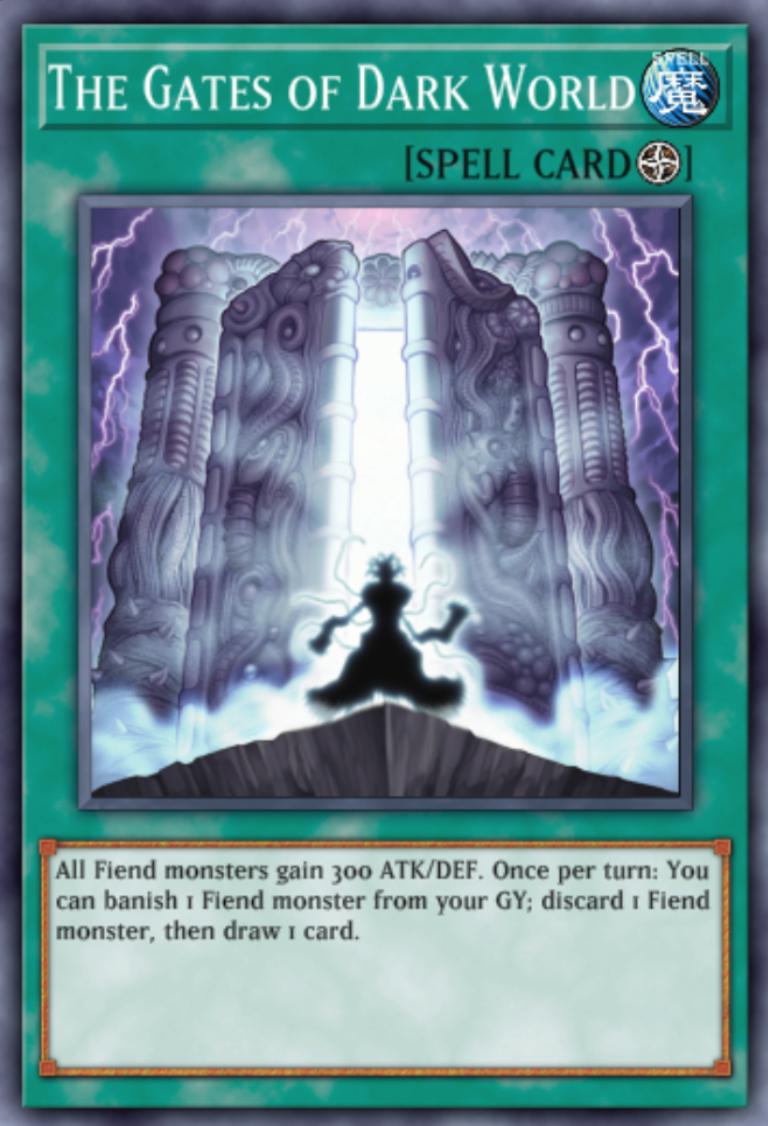 THE GATES OF DARK WORLD
SPELL
魔
[SPELL CARD]
All Fiend monsters gain 300 ATK/DEF. Once per turn: You
can banish 1 Fiend monster from your GY; discard 1 Fiend
monster, then draw 1 card.